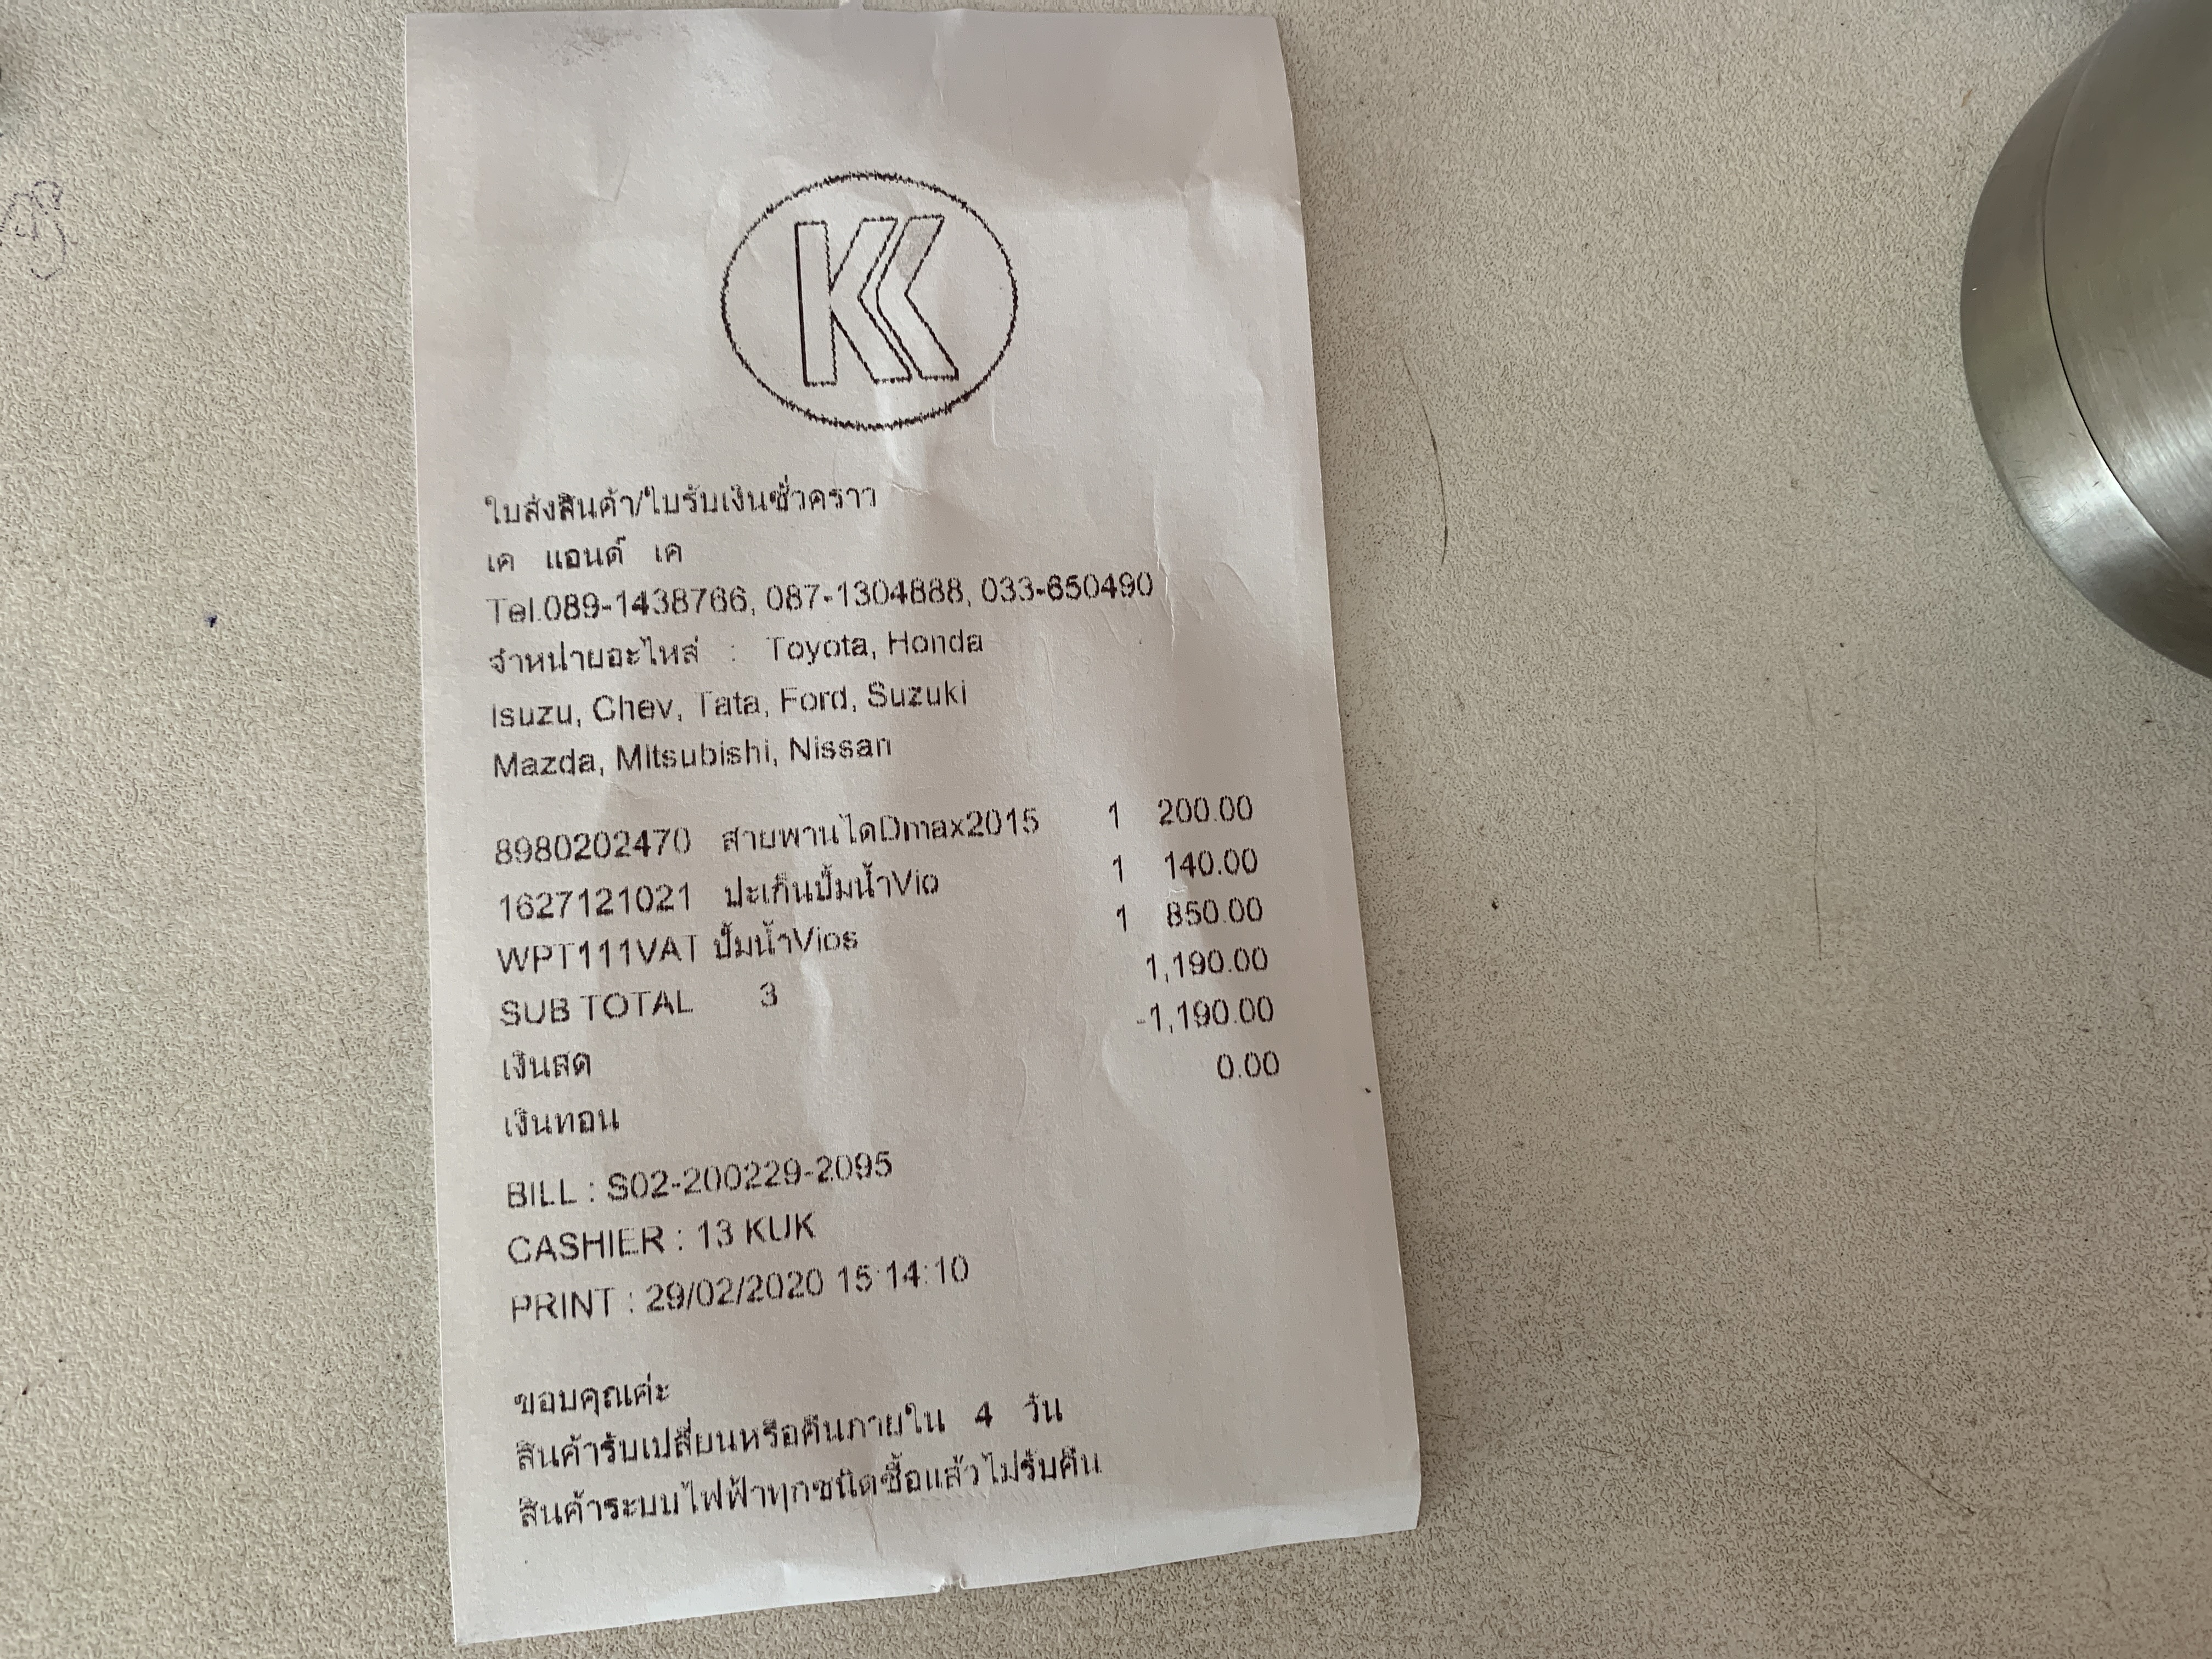 KK
ใบส่งสินค้า/ใบรับเงินชั่วคราว
เค แอนด์ เค
Tel.089-1438766, 087-1304888, 033-650490
จำหน่ายอะไหล่ : Toyota, Honda
Isuzu, Chev, Tata, Ford, Suzuki
Mazda, Mitsubishi, Nissan
8980202470 สายพานไดDmax2015 1 200.00
1627121021 ปะเก็นปั้มน้ำVio 1 140.00
WPT111VAT ปั้มน้ำVios 1 850.00
SUB TOTAL 3 1,190.00
เงินสด -1,190.00
เงินทอน 0.00
BILL : S02-200229-2095
CASHIER : 13 KUK
PRINT : 29/02/2020 15:14:10
ขอบคุณค่ะ
สินค้ารับเปลี่ยนหรือคืนภายใน 4 วัน
สินค้าระบบไฟฟ้าทุกชนิดซื้อแล้วไม่รับคืน